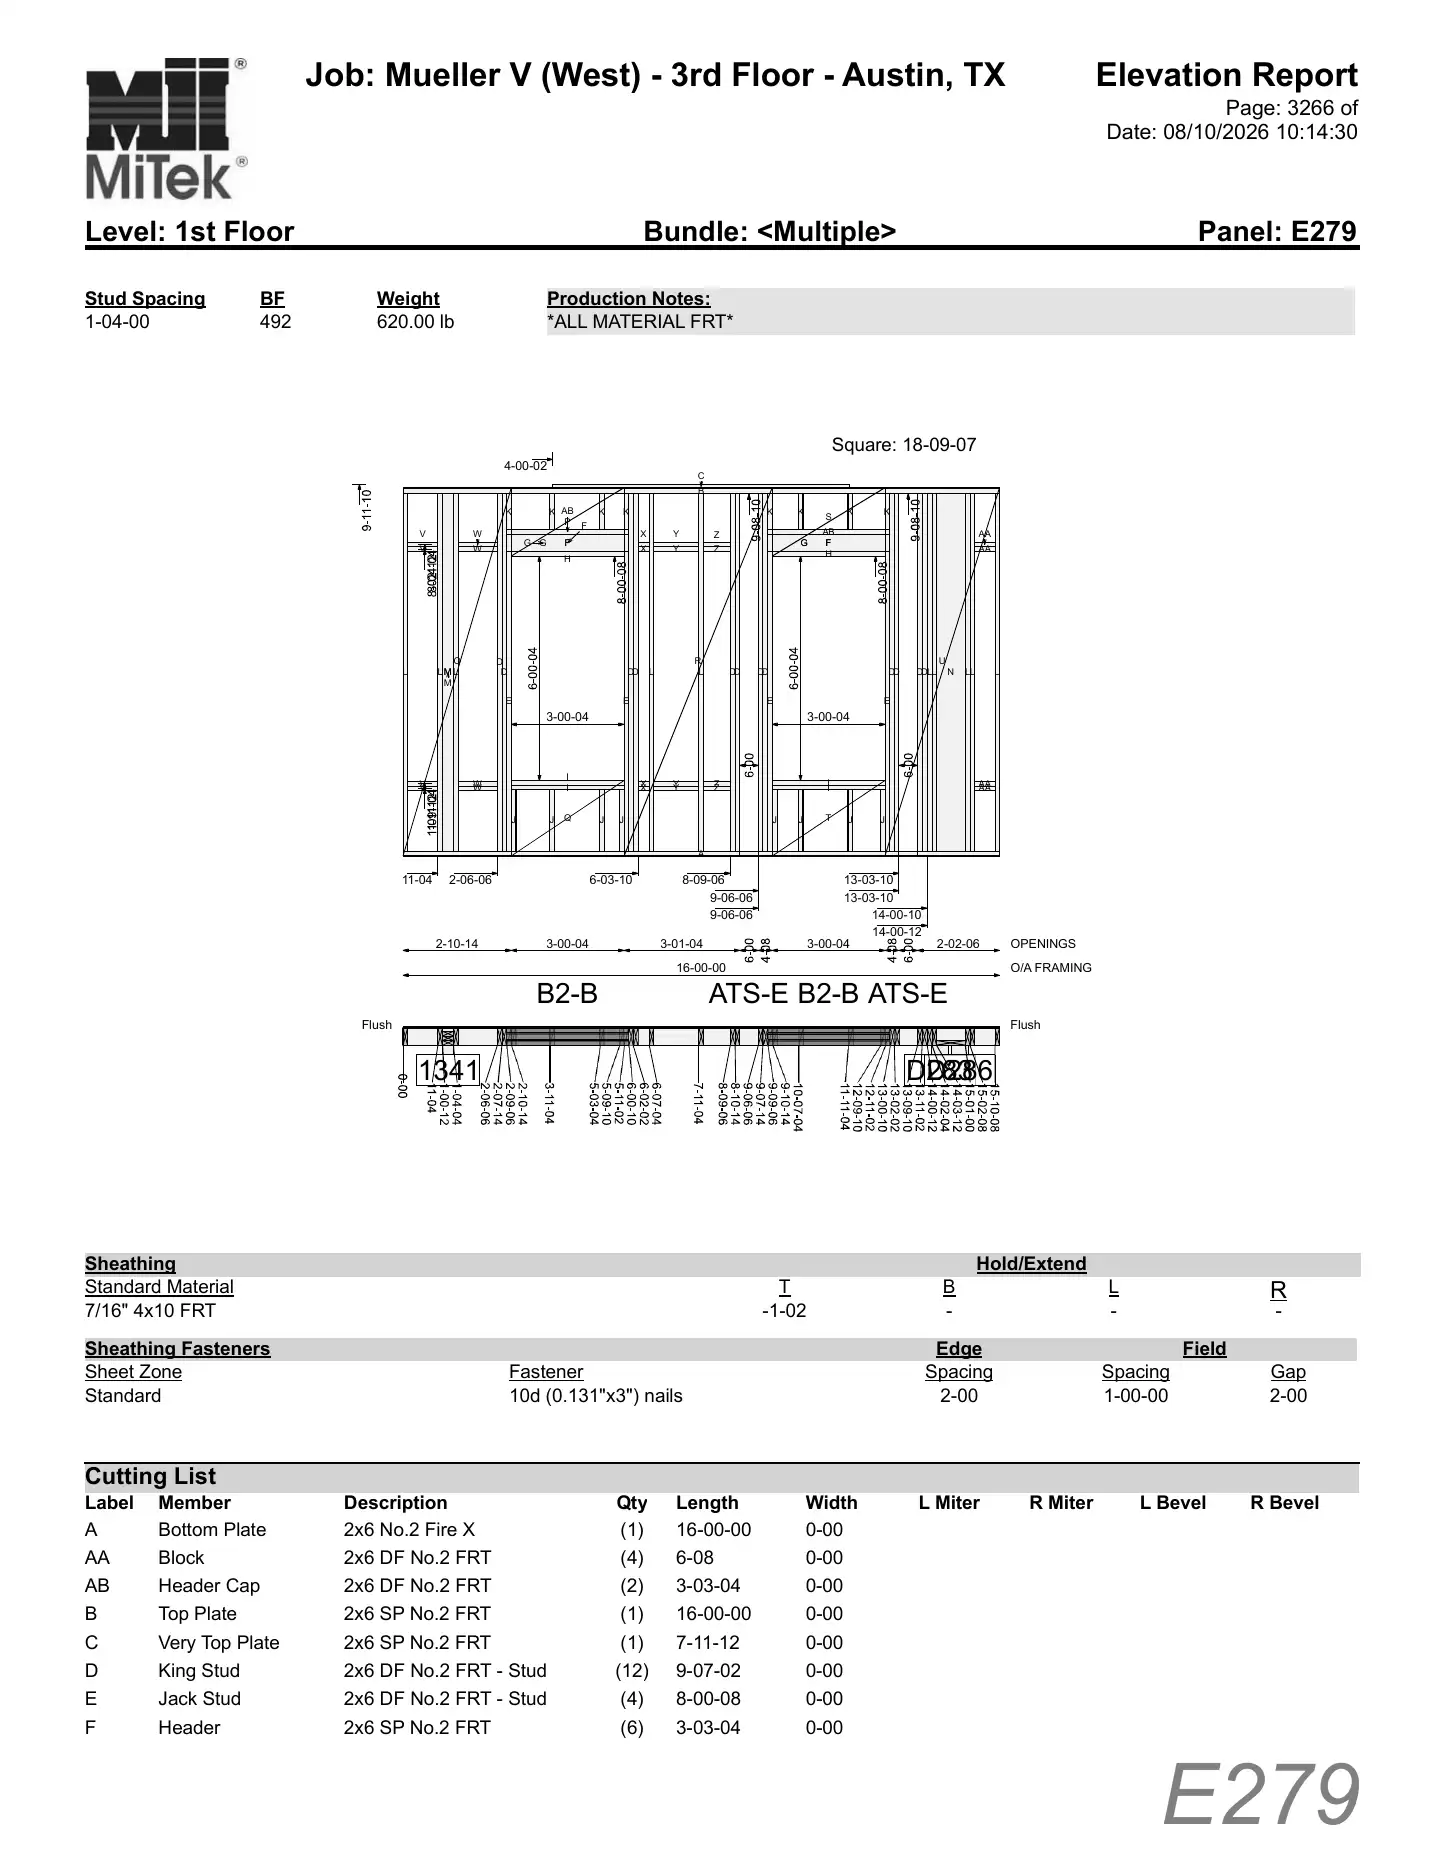 Job: Mueller V (West) - 3rd Floor - Austin, TX
Elevation Report
Page: 3266 of
Date: 08/10/2026 10:14:30
MiTek
Level: 1st Floor Bundle: <Multiple> Panel: E279
Stud Spacing BF Weight Production Notes:
1-04-00 492 620.00 lb *ALL MATERIAL FRT*
Square: 18-09-07
4-00-02
C
B
9-11-10
K K AB K K K K S K K
F
9-08-10 9-08-10
V W X Y Z AB AA
G G F G F
W X Y Z H AA
H
8-00-08 8-00-08
6-00-04 6-00-04
O D R U
L M L D D L L D D D L N L L
M
E E E E
3-00-04 3-00-04
6-00 6-00
I I
W X Y Z AA
J J Q J J J J T J J
A
11-04 2-06-06 6-03-10 8-09-06 13-03-10
9-06-06 13-03-10
9-06-06 14-00-10
14-00-12
2-10-14 3-00-04 3-01-04 6-00 4-08 3-00-04 4-08 6-00 2-02-06 OPENINGS
16-00-00 O/A FRAMING
B2-B ATS-E B2-B ATS-E
Flush Flush
1341
0-00 11-04 1-00-12 1-04-04 2-06-06 2-07-14 2-09-06 2-10-14 3-11-04 5-03-04 5-09-10 5-11-02 6-00-10 6-02-02 6-07-04 7-11-04 8-09-06 8-10-14 9-06-06 9-07-14 9-09-06 9-10-14 10-07-04 11-11-04 12-09-10 12-11-02 13-00-10 13-02-02 13-09-10 13-11-02 14-00-12 14-02-04 14-03-12 15-01-00 15-02-08 15-10-08
Sheathing Hold/Extend
Standard Material T B L R
7/16" 4x10 FRT -1-02 - - -
Sheathing Fasteners Edge Field
Sheet Zone Fastener Spacing Spacing Gap
Standard 10d (0.131"x3") nails 2-00 1-00-00 2-00
Cutting List
Label Member Description Qty Length Width L Miter R Miter L Bevel R Bevel
A Bottom Plate 2x6 No.2 Fire X (1) 16-00-00 0-00
AA Block 2x6 DF No.2 FRT (4) 6-08 0-00
AB Header Cap 2x6 DF No.2 FRT (2) 3-03-04 0-00
B Top Plate 2x6 SP No.2 FRT (1) 16-00-00 0-00
C Very Top Plate 2x6 SP No.2 FRT (1) 7-11-12 0-00
D King Stud 2x6 DF No.2 FRT - Stud (12) 9-07-02 0-00
E Jack Stud 2x6 DF No.2 FRT - Stud (4) 8-00-08 0-00
F Header 2x6 SP No.2 FRT (6) 3-03-04 0-00
E279